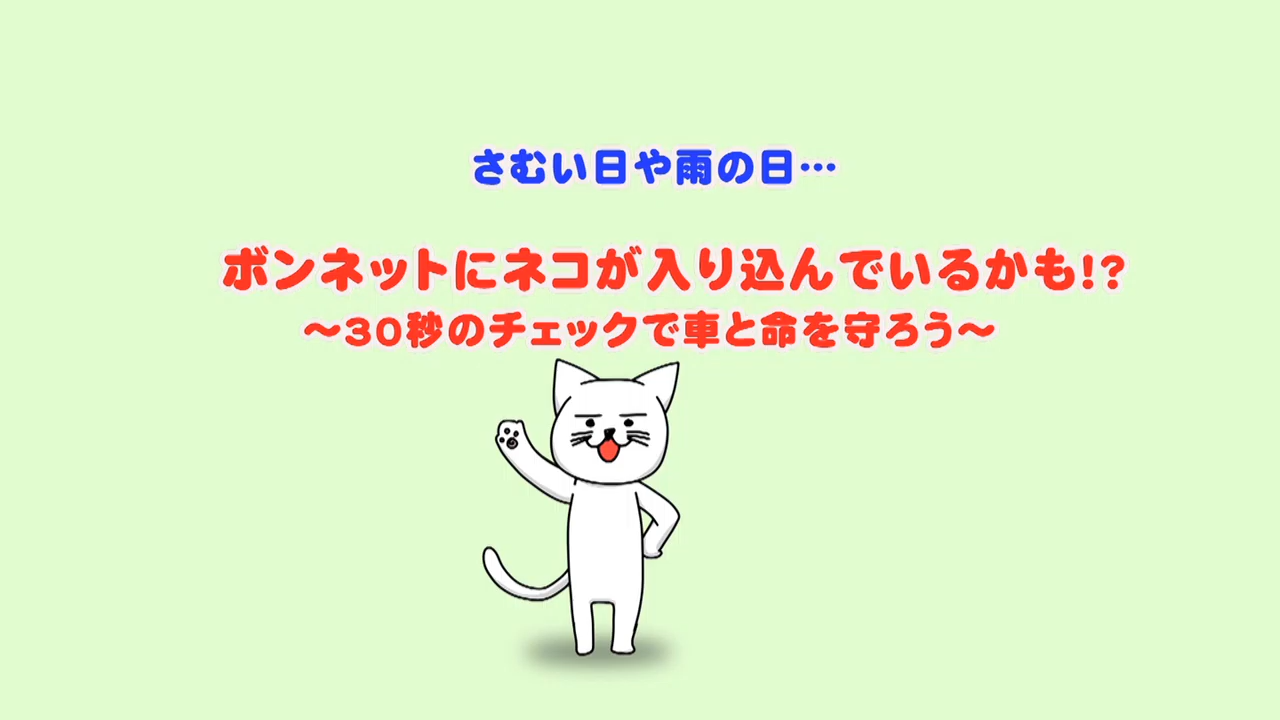 さむい日や雨の日…
ボンネットにネコが入り込んでいるかも!?
～30秒のチェックで車と命を守ろう～